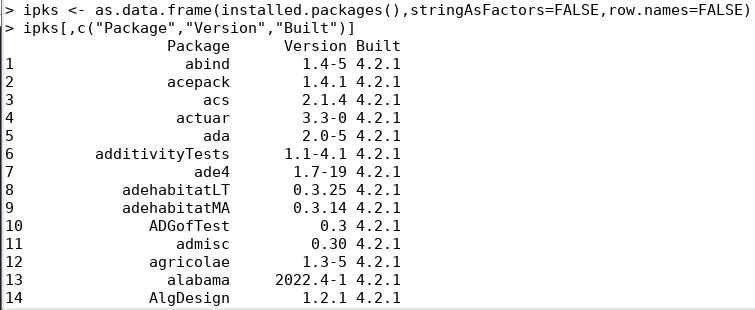 > ipks <- as.data.frame(installed.packages(),stringAsFactors=FALSE,row.names=FALSE)
> ipks[,c("Package","Version","Built")]
Package Version Built
1 abind 1.4-5 4.2.1
2 acepack 1.4.1 4.2.1
3 acs 2.1.4 4.2.1
4 actuar 3.3-0 4.2.1
5 ada 2.0-5 4.2.1
6 additivityTests 1.1-4.1 4.2.1
7 ade4 1.7-19 4.2.1
8 adehabitatLT 0.3.25 4.2.1
9 adehabitatMA 0.3.14 4.2.1
10 ADGofTest 0.3 4.2.1
11 admisc 0.30 4.2.1
12 agricolae 1.3-5 4.2.1
13 alabama 2022.4-1 4.2.1
14 AlgDesign 1.2.1 4.2.1